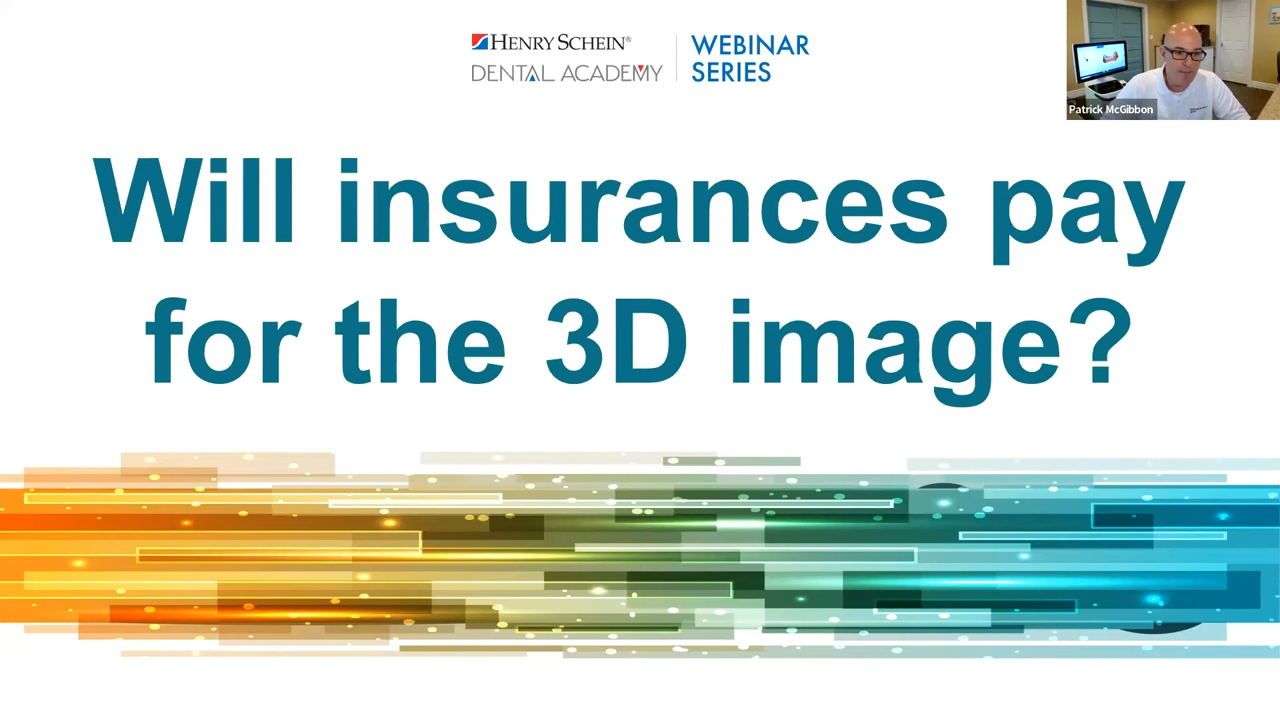 HENRY SCHEIN®
DENTAL ACADEMY
WEBINAR
SERIES
Patrick McGibbon
Will insurances pay
for the 3D image?